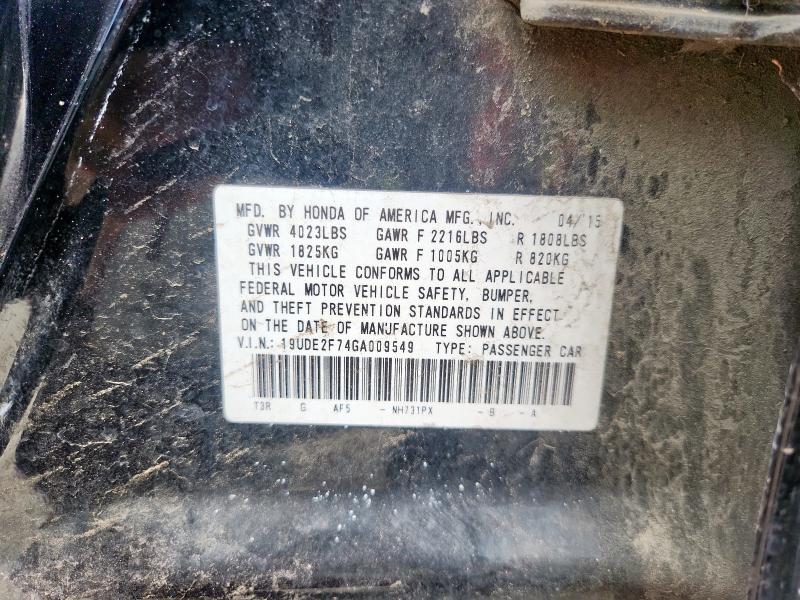 MFD. BY HONDA OF AMERICA MFG., INC. 04/15
GVWR 4023LBS GAWR F 2216LBS R 1808LBS
GVWR 1825KG GAWR F 1005KG R 820KG
THIS VEHICLE CONFORMS TO ALL APPLICABLE
FEDERAL MOTOR VEHICLE SAFETY, BUMPER,
AND THEFT PREVENTION STANDARDS IN EFFECT
ON THE DATE OF MANUFACTURE SHOWN ABOVE.
V.I.N.: 19UDE2F74GA009549 TYPE: PASSENGER CAR
T3R G AF5 - NH731PX - B - A